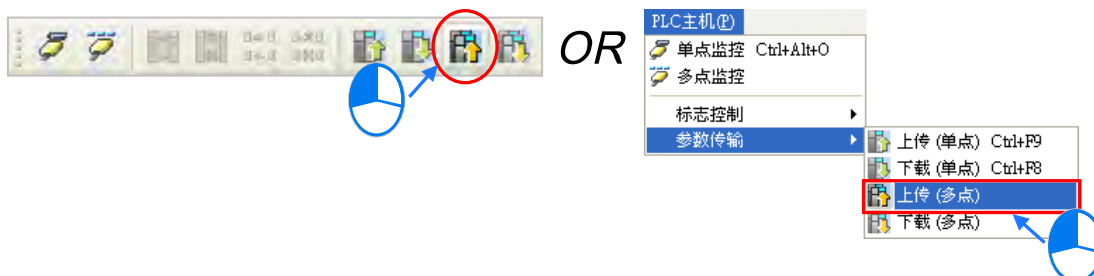 OR
PLC主机(P)
单点监控 Ctrl+Alt+O
多点监控
标志控制
参数传输
上传 (单点) Ctrl+F9
下载 (单点) Ctrl+F8
上传 (多点)
下载 (多点)